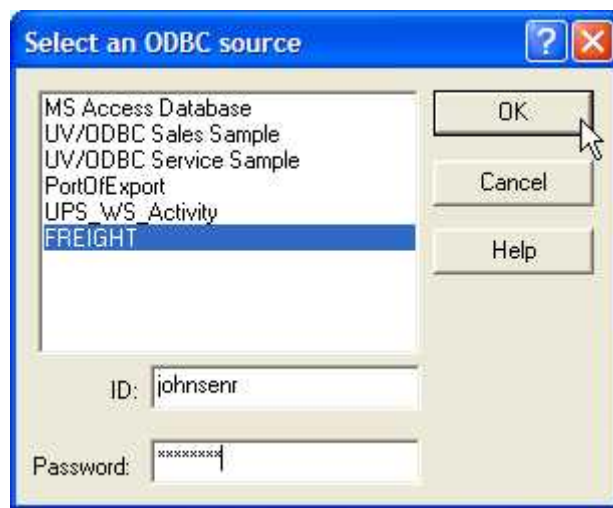 Select an ODBC source
MS Access Database
UV/ODBC Sales Sample
UV/ODBC Service Sample
PortOfExport
UPS_WS_Activity
FREIGHT
OK
Cancel
Help
ID: johnsenr
Password: ********